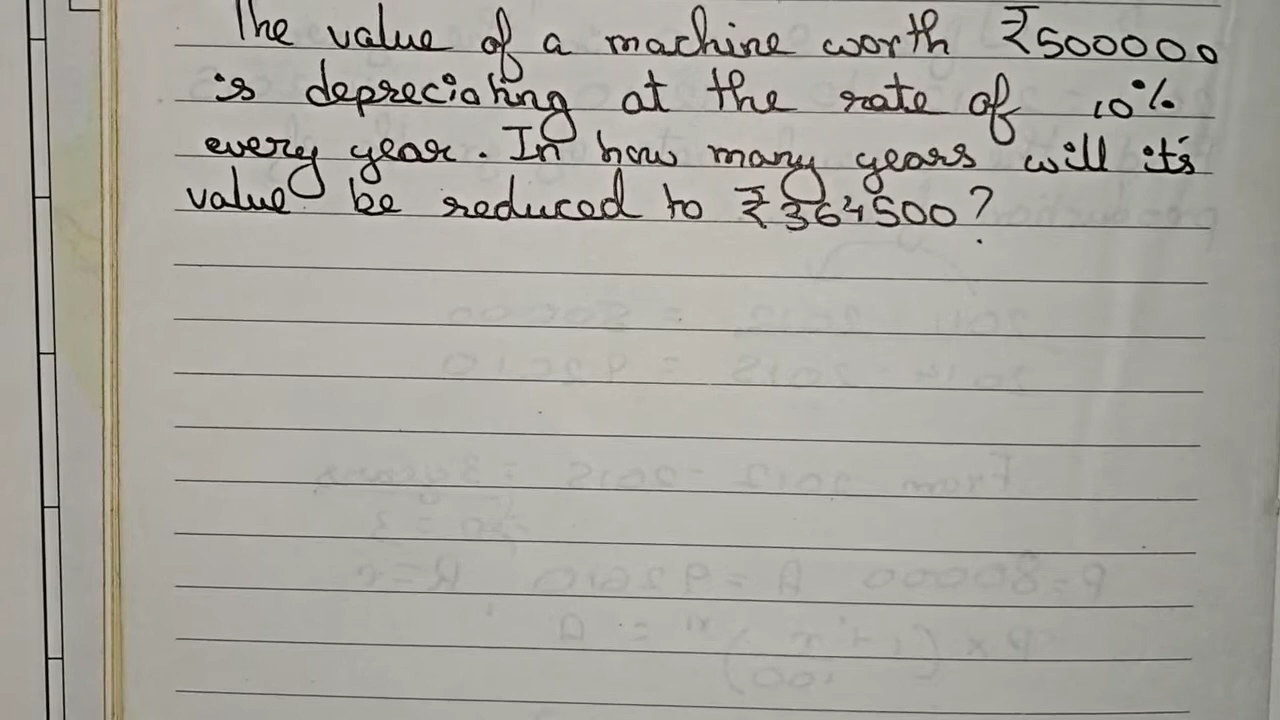 The value of a machine worth ₹500000
is depreciating at the rate of 10%
every year. In how many years will it's
value be reduced to ₹364500?